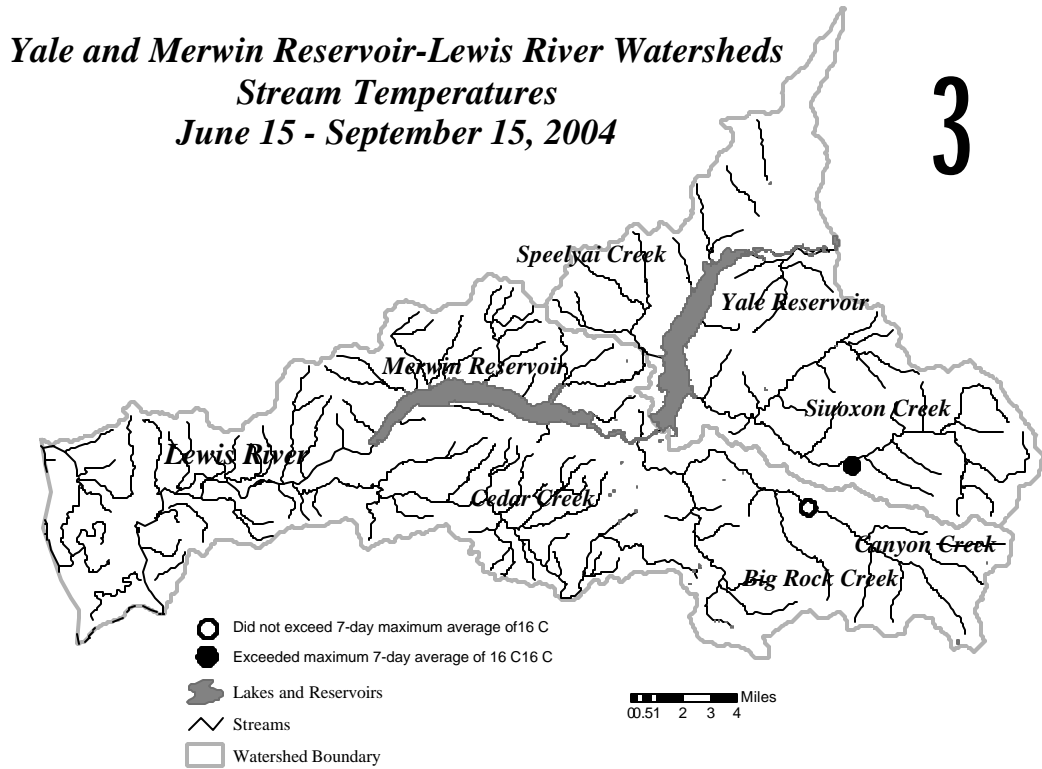 Yale and Merwin Reservoir-Lewis River Watersheds
Stream Temperatures
June 15 - September 15, 2004
3
Speelyai Creek
Yale Reservoir
Merwin Reservoir
Siuoxon Creek
Lewis River
Cedar Creek
Canyon Creek
Big Rock Creek
Did not exceed 7-day maximum average of16 C
Exceeded maximum 7-day average of 16 C16 C
Lakes and Reservoirs
Streams
Watershed Boundary
Miles
00.51 2 3 4